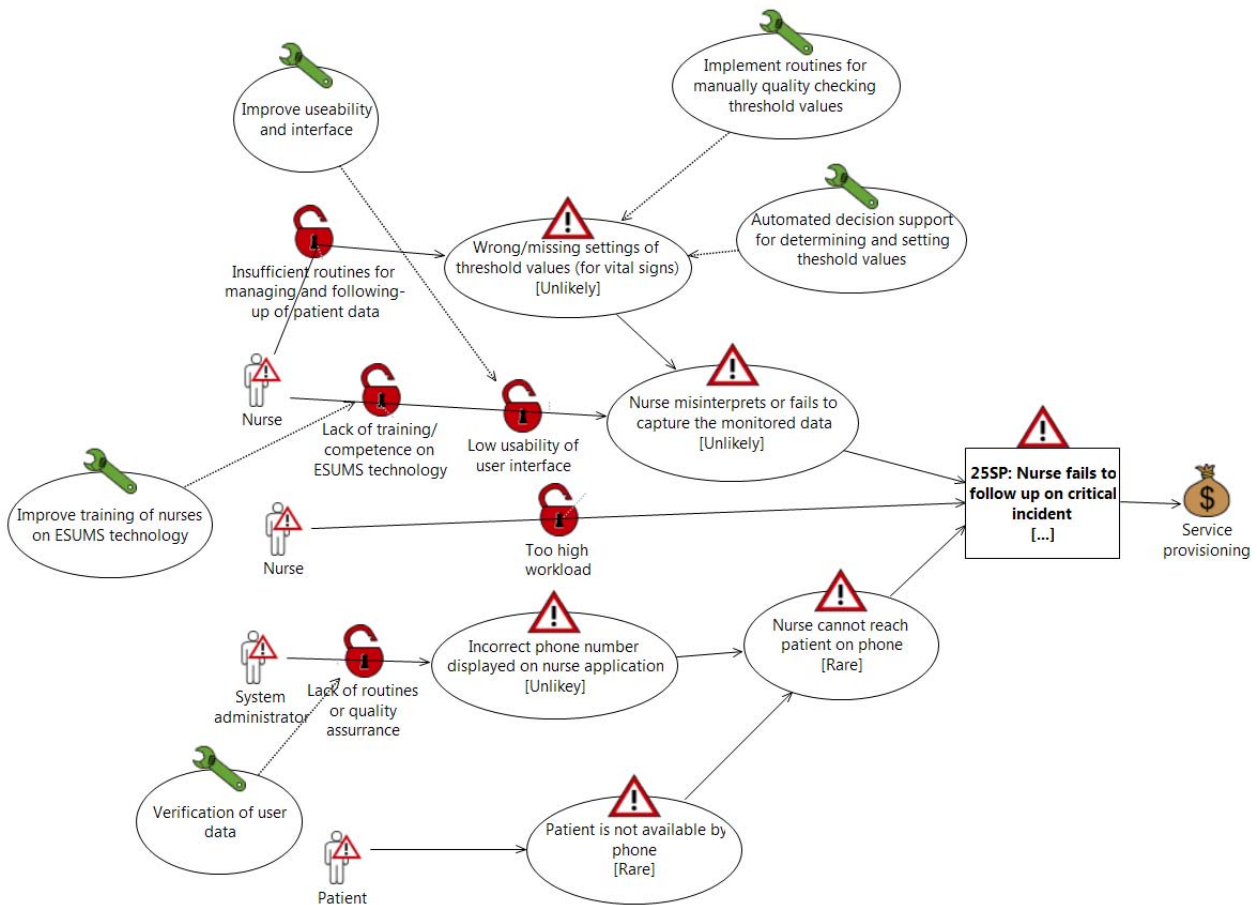 Implement routines for
manually quality checking
threshold values
Improve useability
and interface
Automated decision support
for determining and setting
theshold values
Wrong/missing settings of
threshold values (for vital signs)
[Unlikely]
Insufficient routines for
managing and following-
up of patient data
Nurse
Lack of training/
competence on
ESUMS technology
Low usability of
user interface
Nurse misinterprets or fails to
capture the monitored data
[Unlikely]
Improve training of nurses
on ESUMS technology
25SP: Nurse fails to
follow up on critical
incident
[...]
$
Service
provisioning
Nurse
Too high
workload
Nurse cannot reach
patient on phone
[Rare]
Incorrect phone number
displayed on nurse application
[Unlikey]
System
administrator
Lack of routines
or quality
assurrance
Verification of user
data
Patient is not available by
phone
[Rare]
Patient